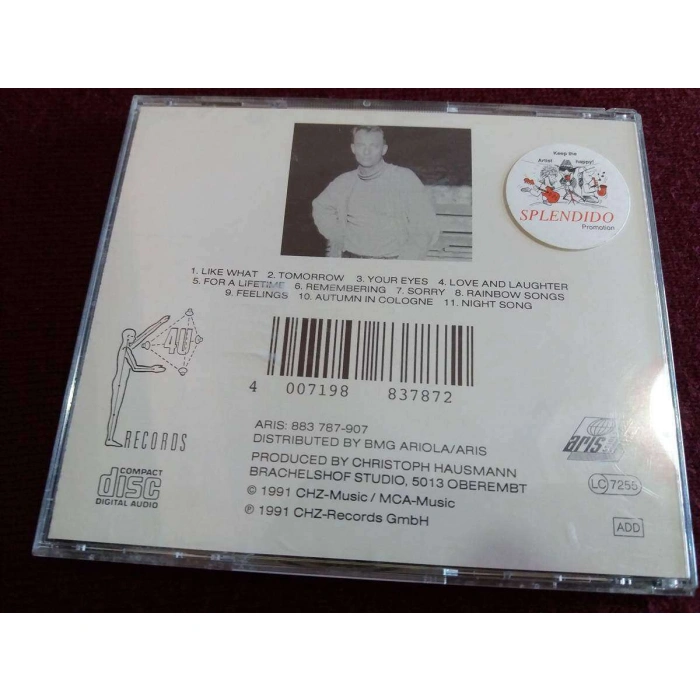 Keep the
Artist happy!
SPLENDIDO
Promotion
1. LIKE WHAT 2. TOMORROW 3. YOUR EYES 4. LOVE AND LAUGHTER
5. FOR A LIFETIME 6. REMEMBERING 7. SORRY 8. RAINBOW SONGS
9. FEELINGS 10. AUTUMN IN COLOGNE 11. NIGHT SONG
4U
RECORDS
4 007198 837872
ARIS: 883 787-907
DISTRIBUTED BY BMG ARIOLA/ARIS
PRODUCED BY CHRISTOPH HAUSMANN
BRACHELSHOF STUDIO, 5013 OBEREMBT
© 1991 CHZ-Music / MCA-Music
℗ 1991 CHZ-Records GmbH
COMPACT
disc
DIGITAL AUDIO
aris
LC 7255
ADD